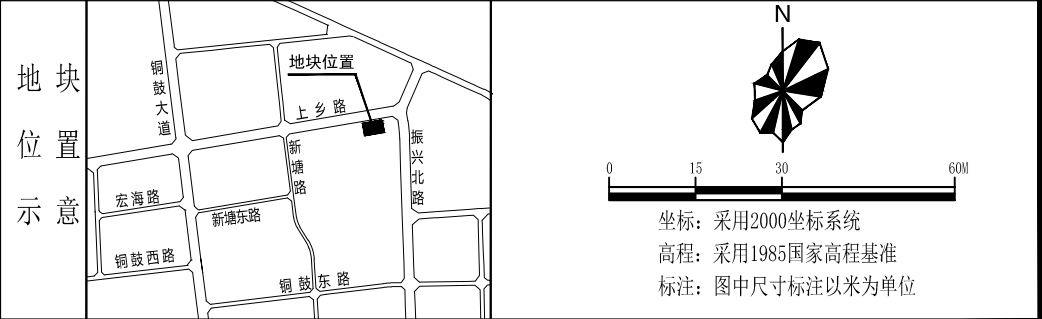 地块
位置
示意
铜鼓大道
地块位置
上乡路
新塘路
振兴北路
宏海路
新塘东路
铜鼓西路
铜鼓东路
N
0 15 30 60M
坐标：采用2000坐标系统
高程：采用1985国家高程基准
标注：图中尺寸标注以米为单位